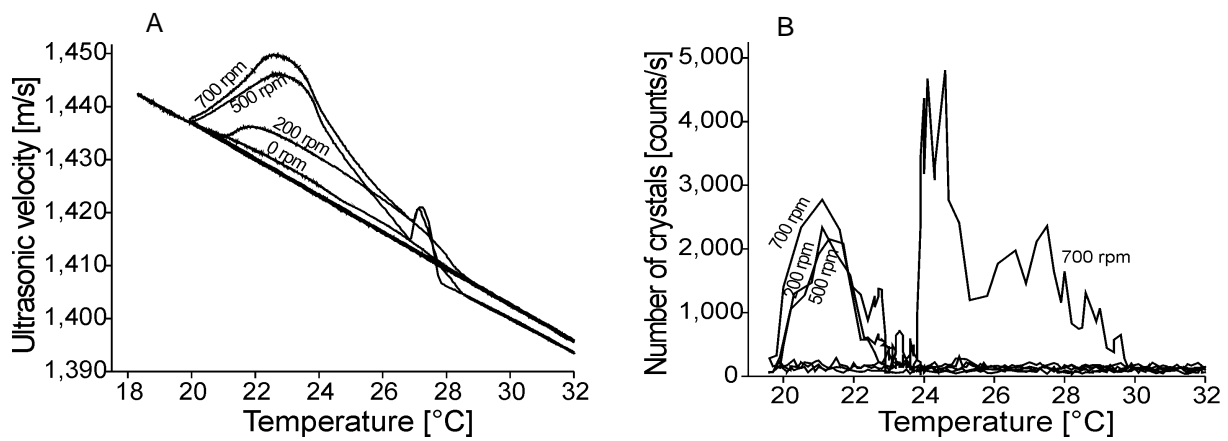 A
Ultrasonic velocity [m/s]
1,450
1,440
1,430
1,420
1,410
1,400
1,390
700 rpm
500 rpm
200 rpm
0 rpm
18 20 22 24 26 28 30 32
Temperature [°C]
B
Number of crystals [counts/s]
5,000
4,000
3,000
2,000
1,000
0
700 rpm
200 rpm
500 rpm
700 rpm
20 22 24 26 28 30 32
Temperature [°C]